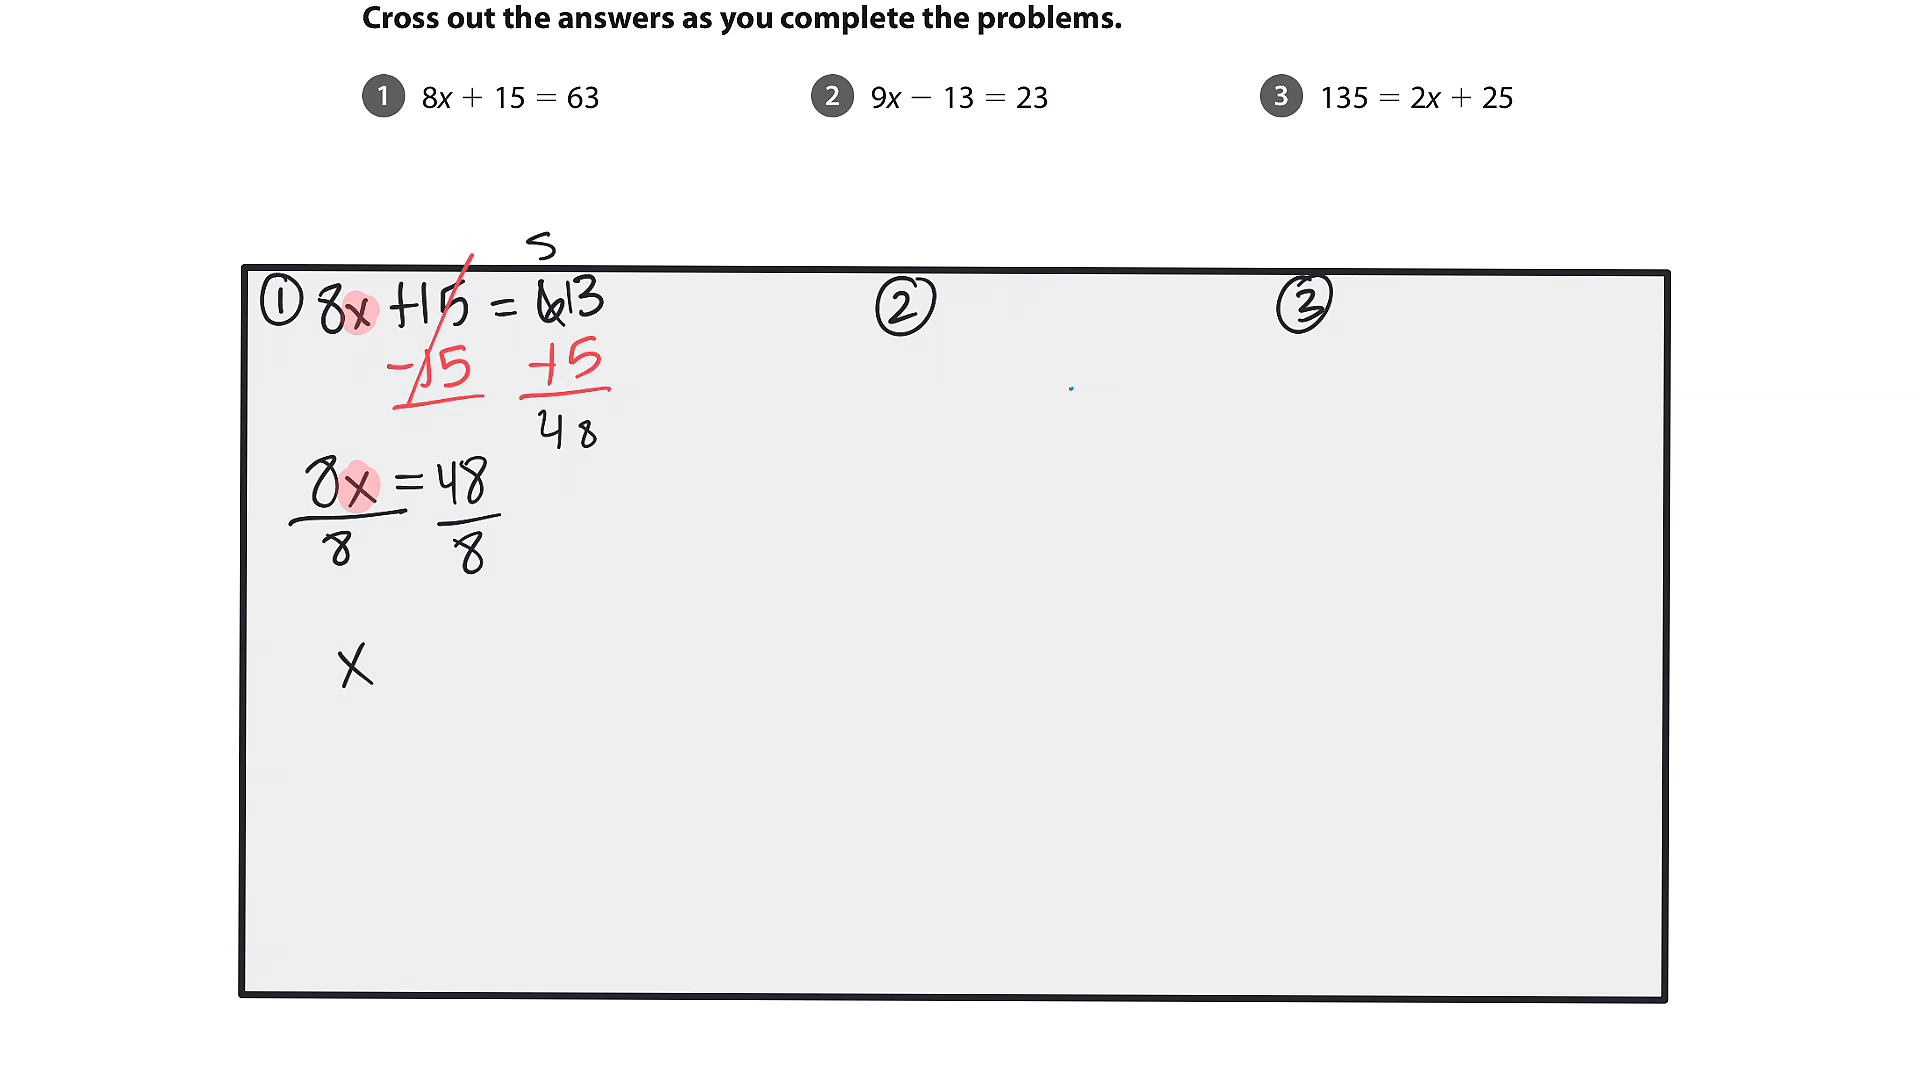 Cross out the answers as you complete the problems.
1 8x + 15 = 63
2 9x − 13 = 23
3 135 = 2x + 25
5
① 8x +15 = 613
② 
③
-15 -15
48
8x = 48
8 8
x